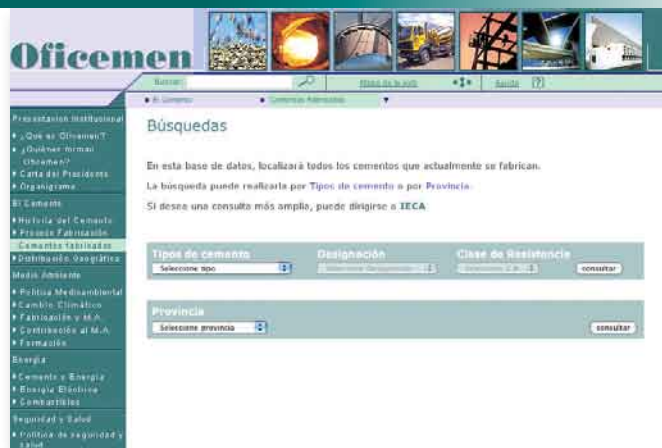 Oficemen
Buscar:
Mapa de la web
Ayuda [?]
El Cemento
Cementos Fabricados
Presentación Institucional
¿Qué es Oficemen?
¿Quiénes forman
Oficemen?
Carta del Presidente
Organigrama
El Cemento
Historia del Cemento
Proceso Fabricación
Cementos fabricados
Distribución Geográfica
Medio Ambiente
Política Medioambiental
Cambio Climático
Fabricación y M.A.
Contribución al M.A.
Formación
Energía
Cemento y Energía
Energía Eléctrica
Combustibles
Seguridad y Salud
Política de seguridad y
salud
Búsquedas
En esta base de datos, localizará todos los cementos que actualmente se fabrican.
La búsqueda puede realizarla por Tipos de cemento o por Provincia.
Si desea una consulta más amplia, puede dirigirse a IECA
Tipos de cemento
Designación
Clase de Resistencia
Seleccione tipo
Seleccione Designación
Seleccione C.R.
consultar
Provincia
Seleccione provincia
consultar